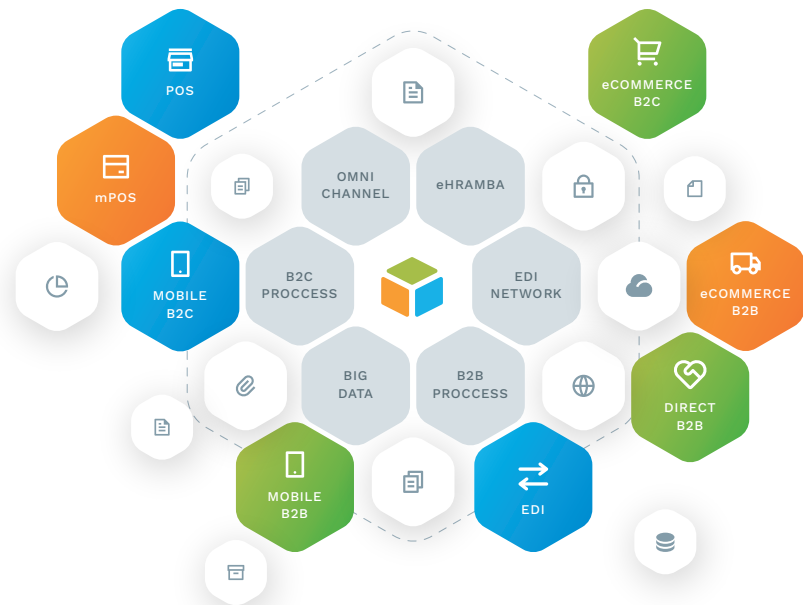 POS
eCOMMERCE
B2C
mPOS
OMNI
CHANNEL
eHRAMBA
MOBILE
B2C
B2C
PROCCESS
EDI
NETWORK
eCOMMERCE
B2B
BIG
DATA
B2B
PROCCESS
DIRECT
B2B
MOBILE
B2B
EDI